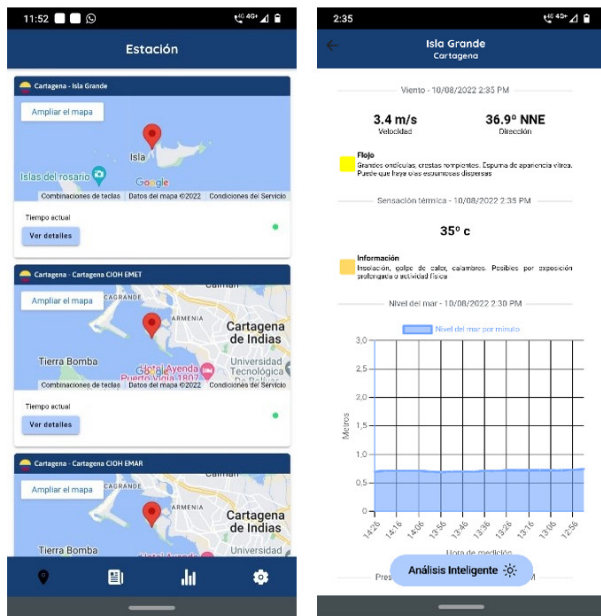 11:52
4G+
Estación
Cartagena - Isla Grande
Ampliar el mapa
Isla
Islas del rosario
Google
Combinaciones de teclas Datos del mapa ©2022 Condiciones del Servicio
Tiempo actual
Ver detalles
Cartagena - Cartagena CIOH EMET
Ampliar el mapa
CAGRANDE
ARMENIA
Cartagena
de Indias
Tierra Bomba
Universidad
Tecnológica
Puerto 1807
Combinaciones de teclas Datos del mapa ©2022 Condiciones del Servicio
Tiempo actual
Ver detalles
Cartagena - Cartagena CIOH EMAR
Ampliar el mapa
CAGRANDE
ARMENIA
Cartagena
de Indias
Tierra Bomba
Universidad
2:35
Isla Grande
Cartagena
Viento - 10/08/2022 2:35 PM
3.4 m/s
Velocidad
36.9º NNE
Dirección
Flojo
Grandes ondículas, crestas rompientes. Espuma de apariencia vítrea.
Puede que haya olas espumosas dispersas
Sensación térmica - 10/08/2022 2:35 PM
35º c
Información
Insolación, golpe de calor, calambres. Posibles por exposición
prolongada o actividad física
Nivel del mar - 10/08/2022 2:30 PM
Nivel del mar por minuto
3,0
2,5
2,0
1,5
1,0
0,5
0
Metros
14:26 14:16 14:06 13:56 13:46 13:36 13:26 13:16 13:06 12:56
Hora de medición
Análisis Inteligente